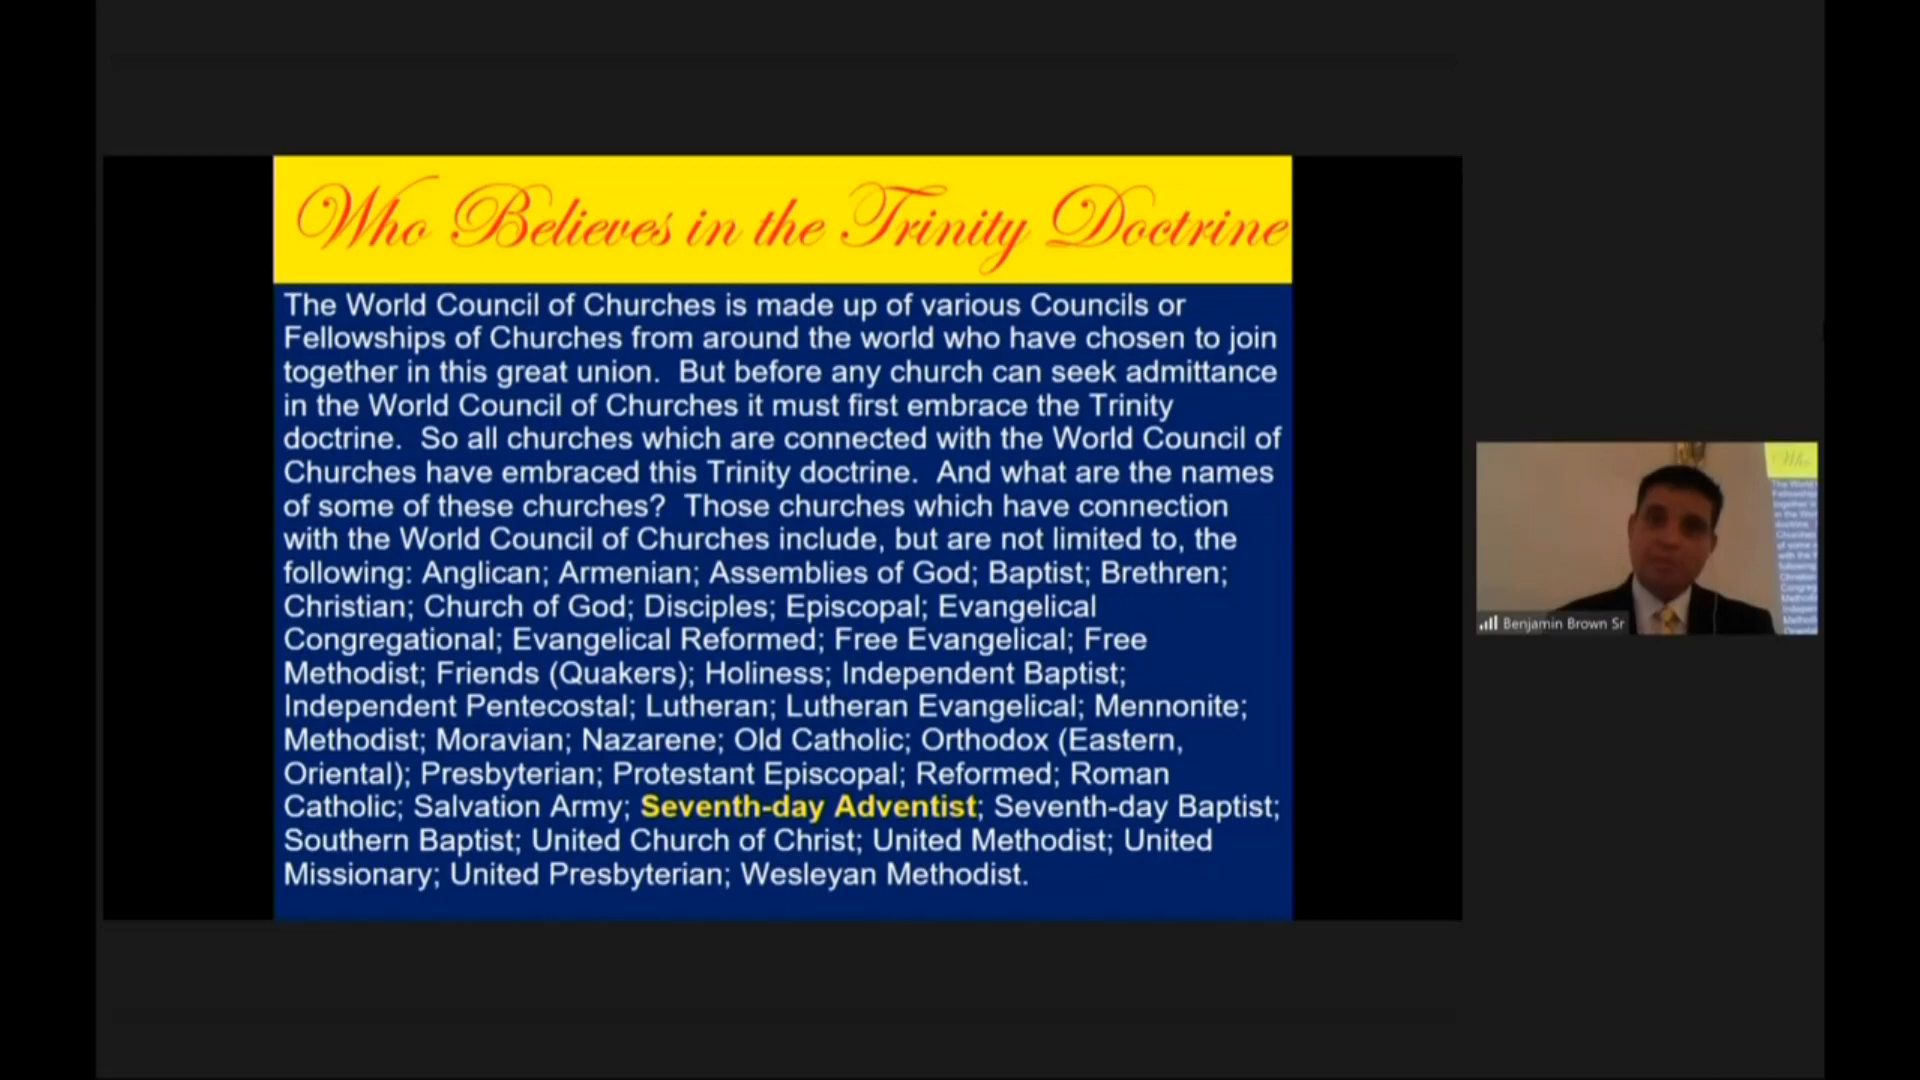 Who Believes in the Trinity Doctrine
The World Council of Churches is made up of various Councils or
Fellowships of Churches from around the world who have chosen to join
together in this great union.  But before any church can seek admittance
in the World Council of Churches it must first embrace the Trinity
doctrine.  So all churches which are connected with the World Council of
Churches have embraced this Trinity doctrine.  And what are the names
of some of these churches?  Those churches which have connection
with the World Council of Churches include, but are not limited to, the
following: Anglican; Armenian; Assemblies of God; Baptist; Brethren;
Christian; Church of God; Disciples; Episcopal; Evangelical
Congregational; Evangelical Reformed; Free Evangelical; Free
Methodist; Friends (Quakers); Holiness; Independent Baptist;
Independent Pentecostal; Lutheran; Lutheran Evangelical; Mennonite;
Methodist; Moravian; Nazarene; Old Catholic; Orthodox (Eastern,
Oriental); Presbyterian; Protestant Episcopal; Reformed; Roman
Catholic; Salvation Army; Seventh-day Adventist; Seventh-day Baptist;
Southern Baptist; United Church of Christ; United Methodist; United
Missionary; United Presbyterian; Wesleyan Methodist.
Benjamin Brown Sr